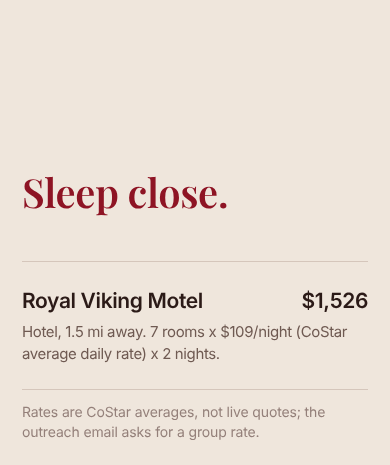 Sleep close.
Royal Viking Motel $1,526
Hotel, 1.5 mi away. 7 rooms x $109/night (CoStar
average daily rate) x 2 nights.
Rates are CoStar averages, not live quotes; the
outreach email asks for a group rate.